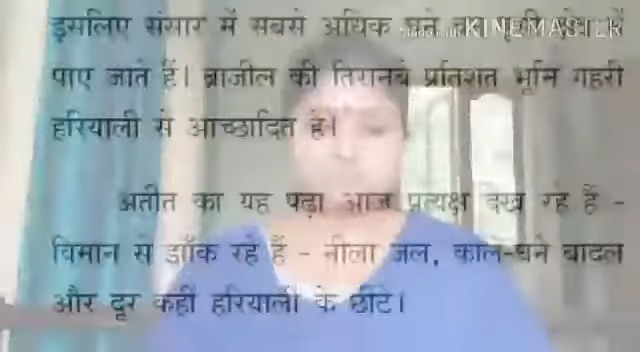 इसलिए संसार में सबसे अधिक घने
KINEMASTER
पाए जाते हैं। ब्राजील की तिरानबे प्रतिशत भूमि गहरी
हरियाली से आच्छादित है।
अतीत का यह पढ़ा आज प्रत्यक्ष देख रहे हैं -
विमान से झाँक रहे हैं - नीला जल, काले-घने बादल
और दूर कहीं हरियाली के छींटे।